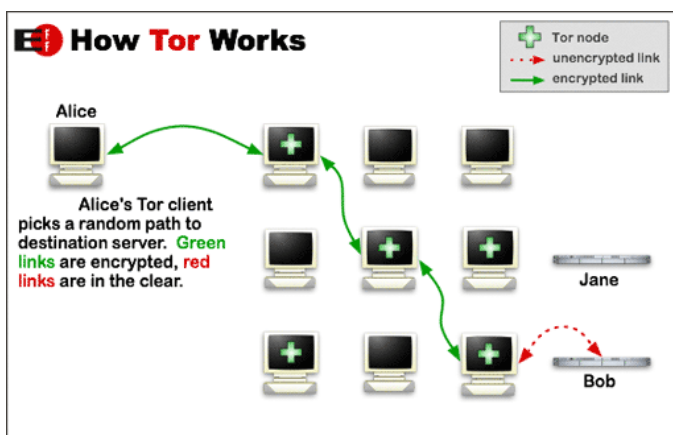 EFF How Tor Works
Tor node
unencrypted link
encrypted link
Alice
Alice's Tor client
picks a random path to
destination server. Green
links are encrypted, red
links are in the clear.
Jane
Bob